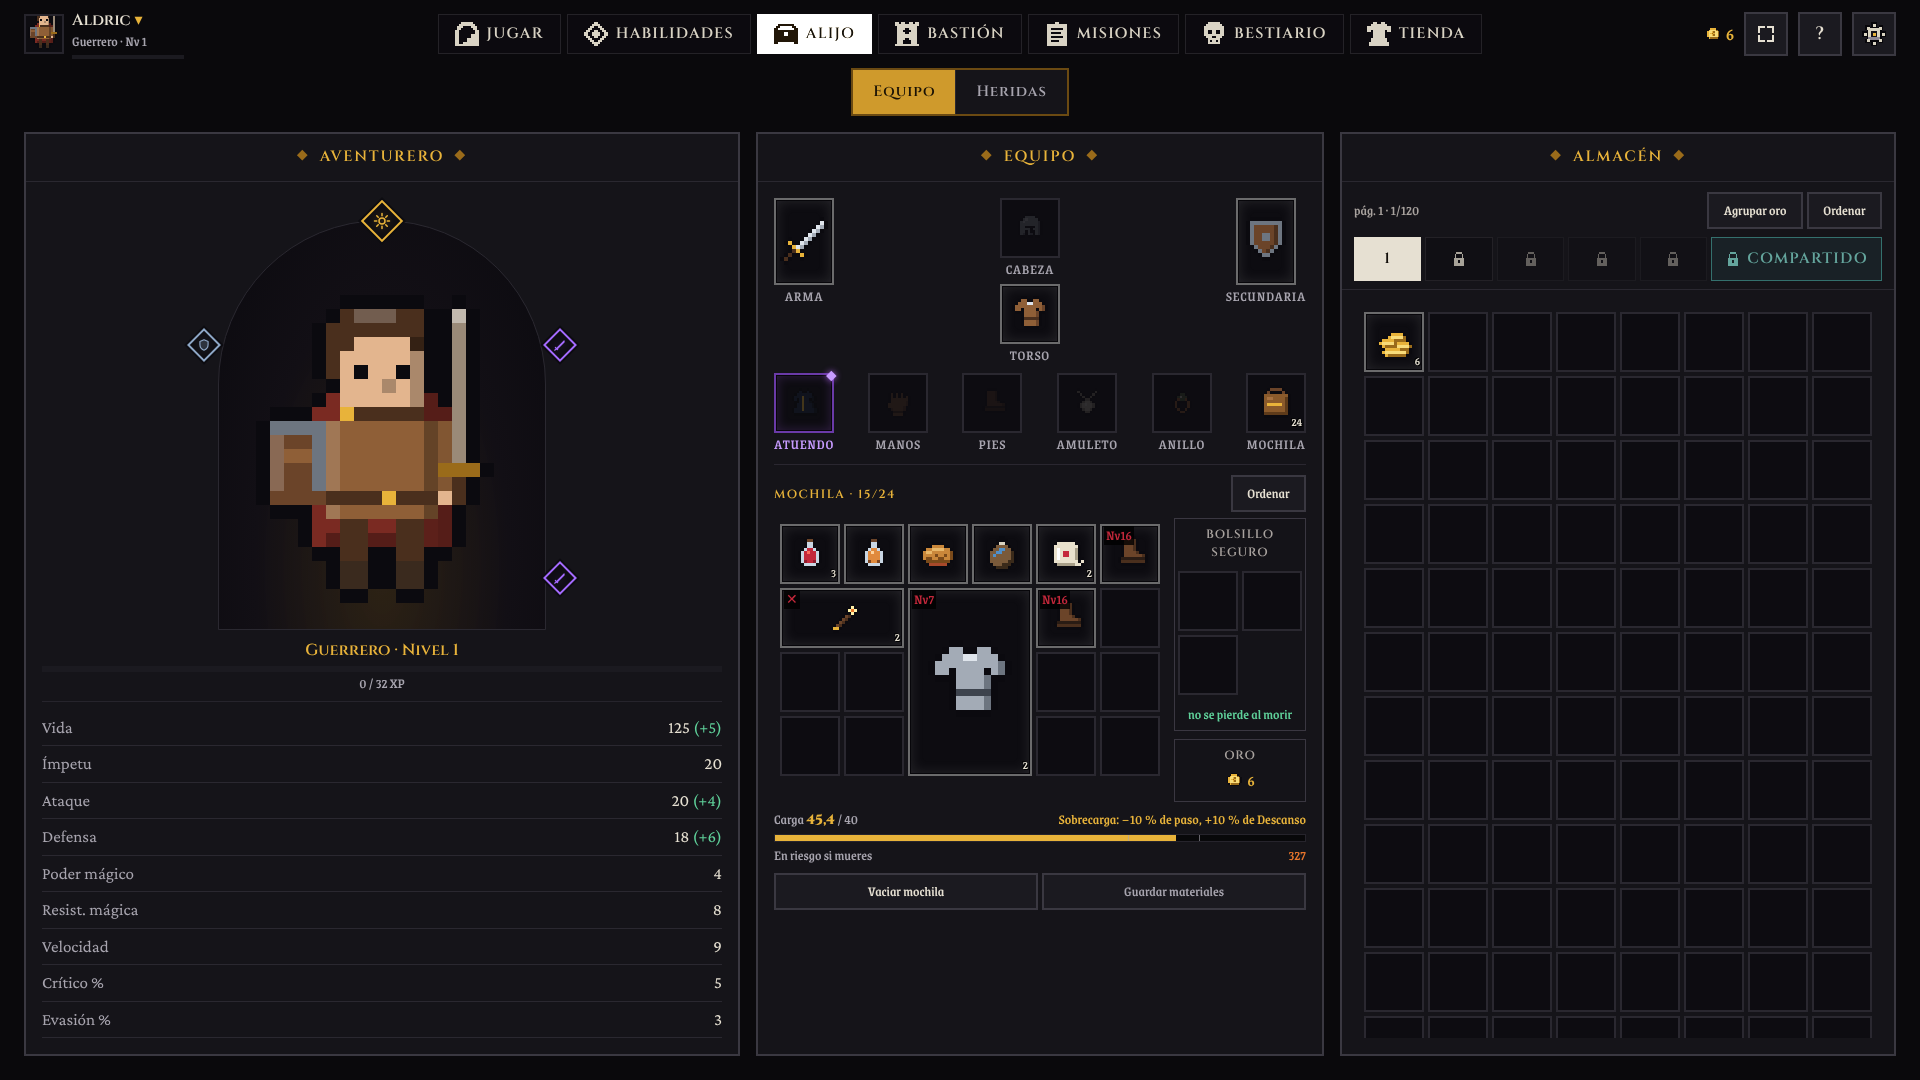 ALDRIC ▼
Guerrero · Nv 1
JUGAR
HABILIDADES
ALIJO
BASTIÓN
MISIONES
BESTIARIO
TIENDA
6
?
EQUIPO
HERIDAS
AVENTURERO
GUERRERO · NIVEL 1
0 / 32 XP
Vida 125 (+5)
Ímpetu 20
Ataque 20 (+4)
Defensa 18 (+6)
Poder mágico 4
Resist. mágica 8
Velocidad 9
Crítico % 5
Evasión % 3
EQUIPO
ARMA
CABEZA
SECUNDARIA
TORSO
24
ATUENDO
MANOS
PIES
AMULETO
ANILLO
MOCHILA
MOCHILA · 15/24
Ordenar
3
2
Nv16
2
Nv7
2
Nv16
BOLSILLO
SEGURO
no se pierde al morir
ORO
6
Carga 45,4 / 40
Sobrecarga: −10 % de paso, +10 % de Descanso
En riesgo si mueres
327
Vaciar mochila
Guardar materiales
ALMACÉN
pág. 1 · 1/120
Agrupar oro
Ordenar
1
COMPARTIDO
6